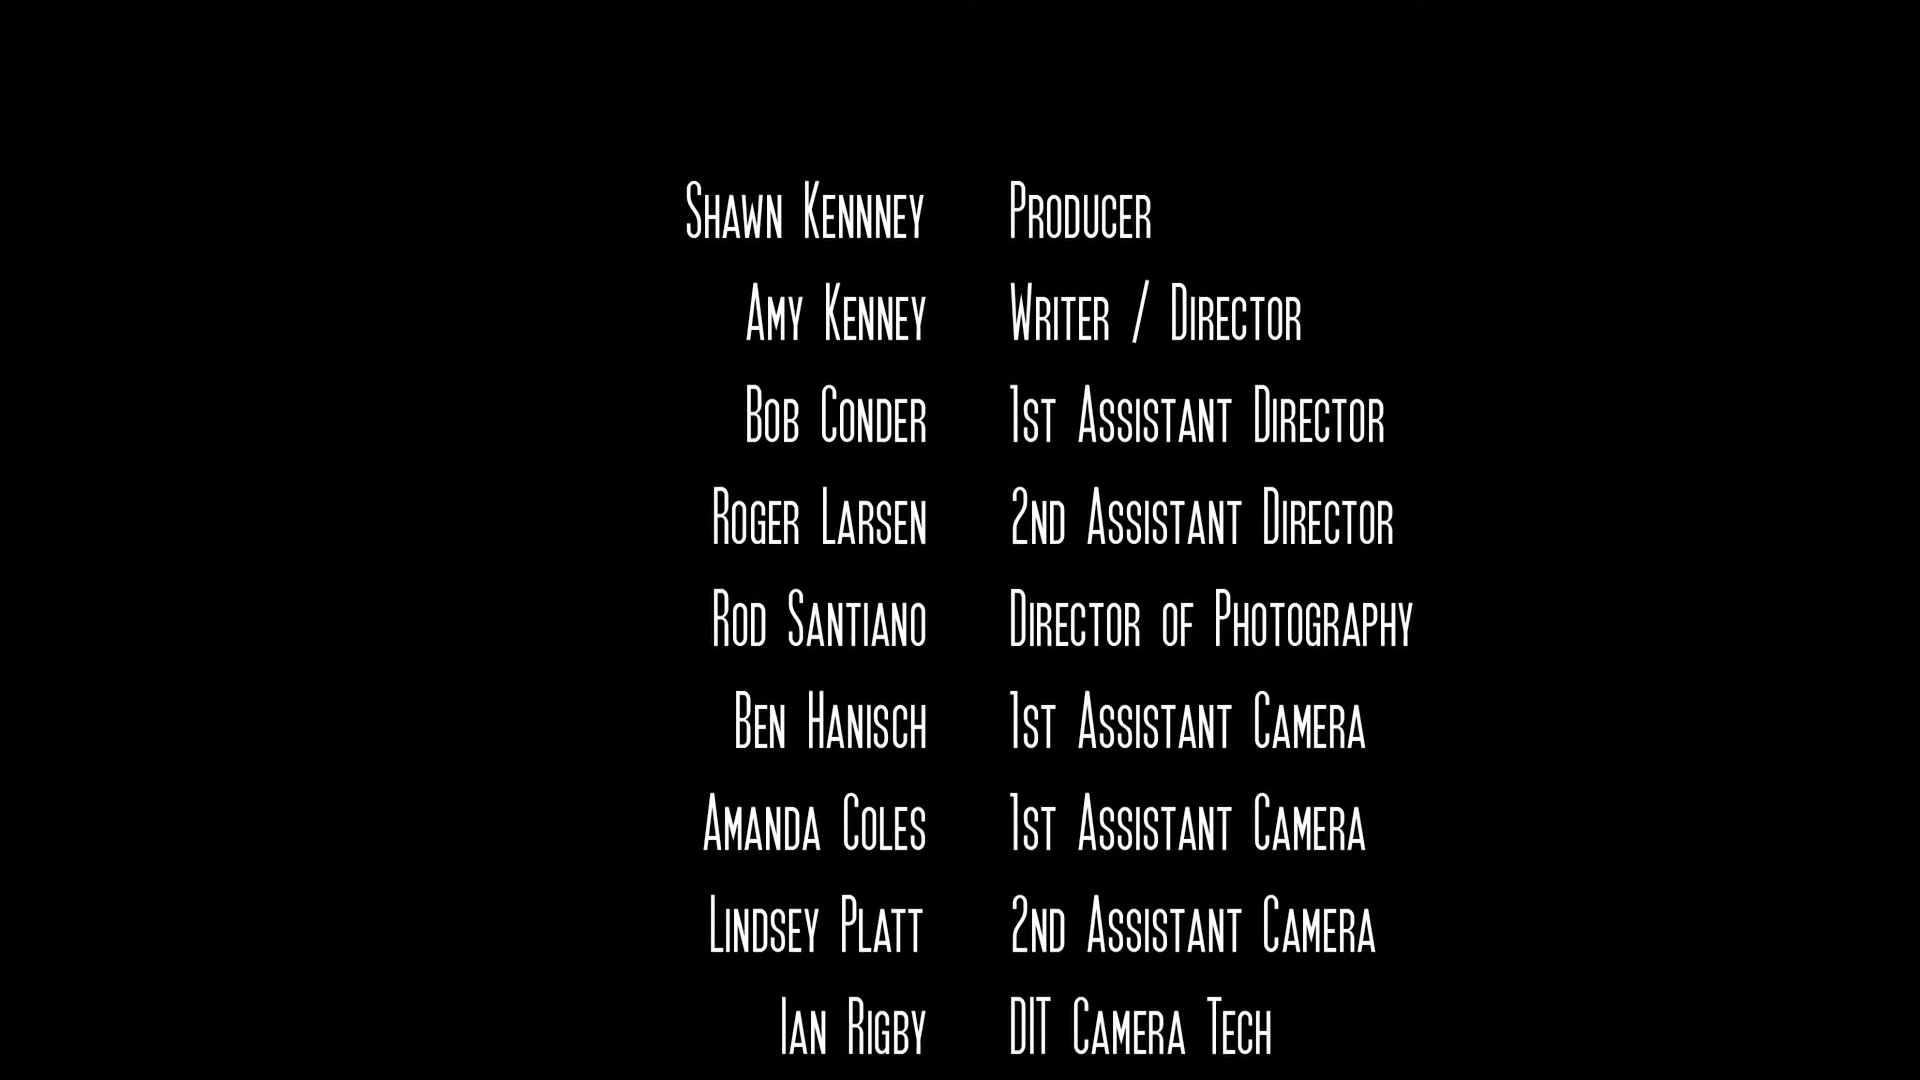 Shawn Kennney Producer
Amy Kenney Writer / Director
Bob Conder 1st Assistant Director
Roger Larsen 2nd Assistant Director
Rod Santiano Director of Photography
Ben Hanisch 1st Assistant Camera
Amanda Coles 1st Assistant Camera
Lindsey Platt 2nd Assistant Camera
Ian Rigby DIT Camera Tech